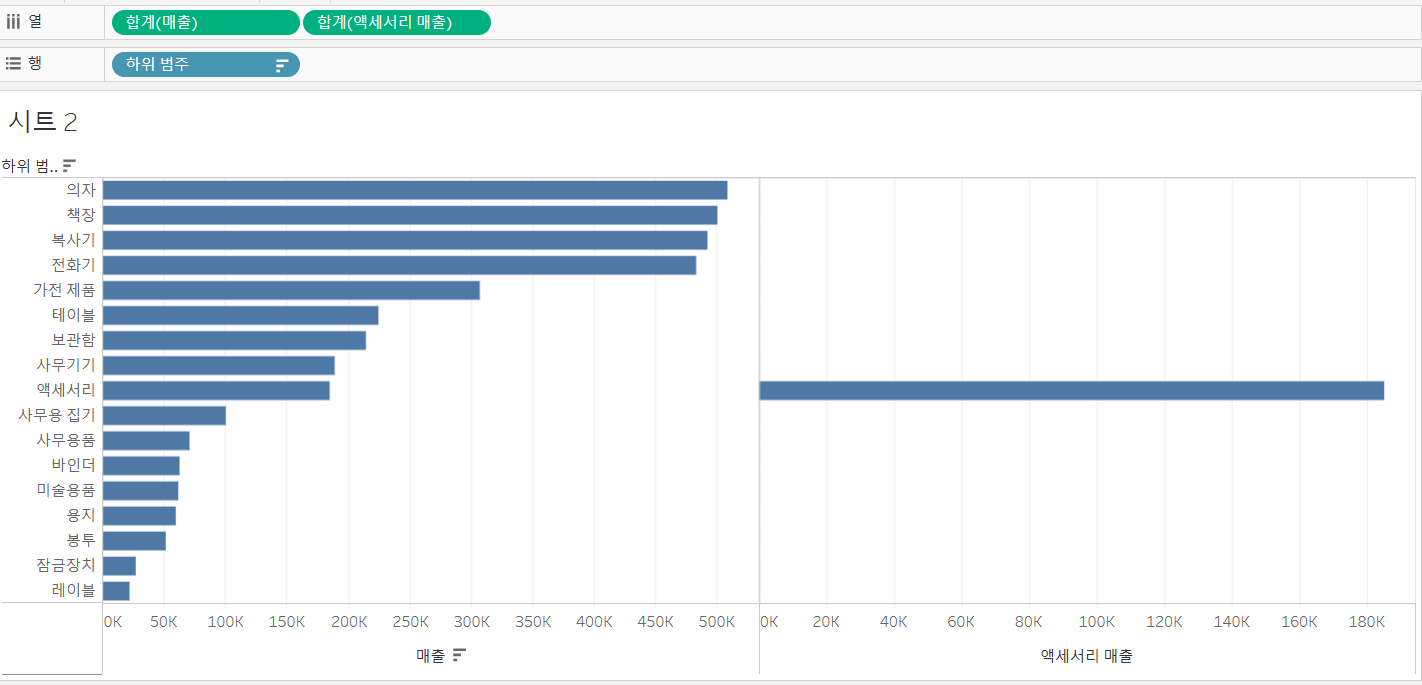 열 합계(매출) 합계(액세서리 매출)
행 하위 범주
시트 2
하위 범..
의자
책장
복사기
전화기
가전 제품
테이블
보관함
사무기기
액세서리
사무용 집기
사무용품
바인더
미술용품
용지
봉투
잠금장치
레이블
0K 50K 100K 150K 200K 250K 300K 350K 400K 450K 500K 0K 20K 40K 60K 80K 100K 120K 140K 160K 180K
매출 액세서리 매출